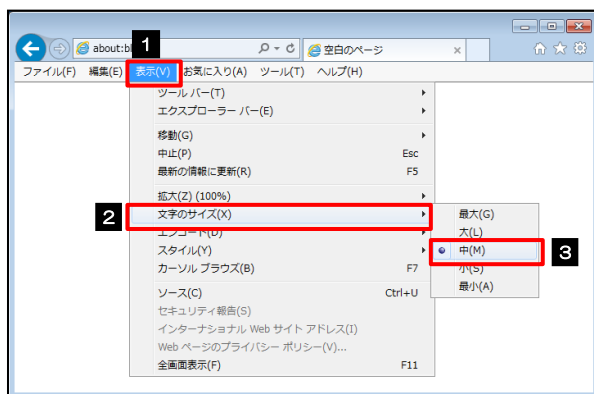 about:bl
空白のページ
1
ファイル(F) 編集(E) 表示(V) お気に入り(A) ツール(T) ヘルプ(H)
ツール バー(T)
エクスプローラー バー(E)
移動(G)
中止(P) Esc
最新の情報に更新(R) F5
拡大(Z) (100%)
2 文字のサイズ(X)
エンコード(D)
スタイル(Y)
カーソル ブラウズ(B) F7
ソース(C) Ctrl+U
セキュリティ報告(S)
インターナショナル Web サイト アドレス(I)
Web ページのプライバシー ポリシー(V)...
全画面表示(F) F11
最大(G)
大(L)
中(M) 3
小(S)
最小(A)